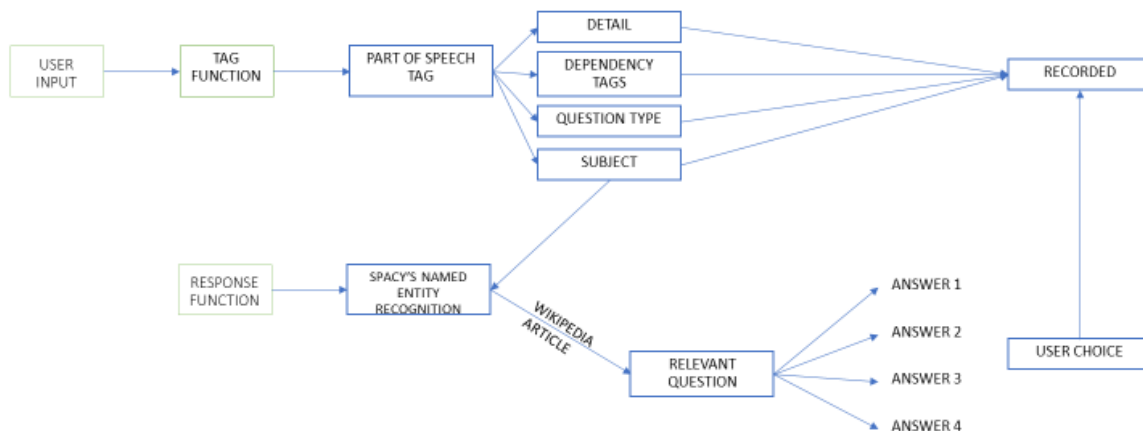 USER
INPUT
TAG
FUNCTION
PART OF SPEECH
TAG
DETAIL
DEPENDENCY
TAGS
QUESTION TYPE
SUBJECT
RECORDED
RESPONSE
FUNCTION
SPACY'S NAMED
ENTITY
RECOGNITION
WIKIPEDIA
ARTICLE
RELEVANT
QUESTION
ANSWER 1
ANSWER 2
ANSWER 3
ANSWER 4
USER CHOICE